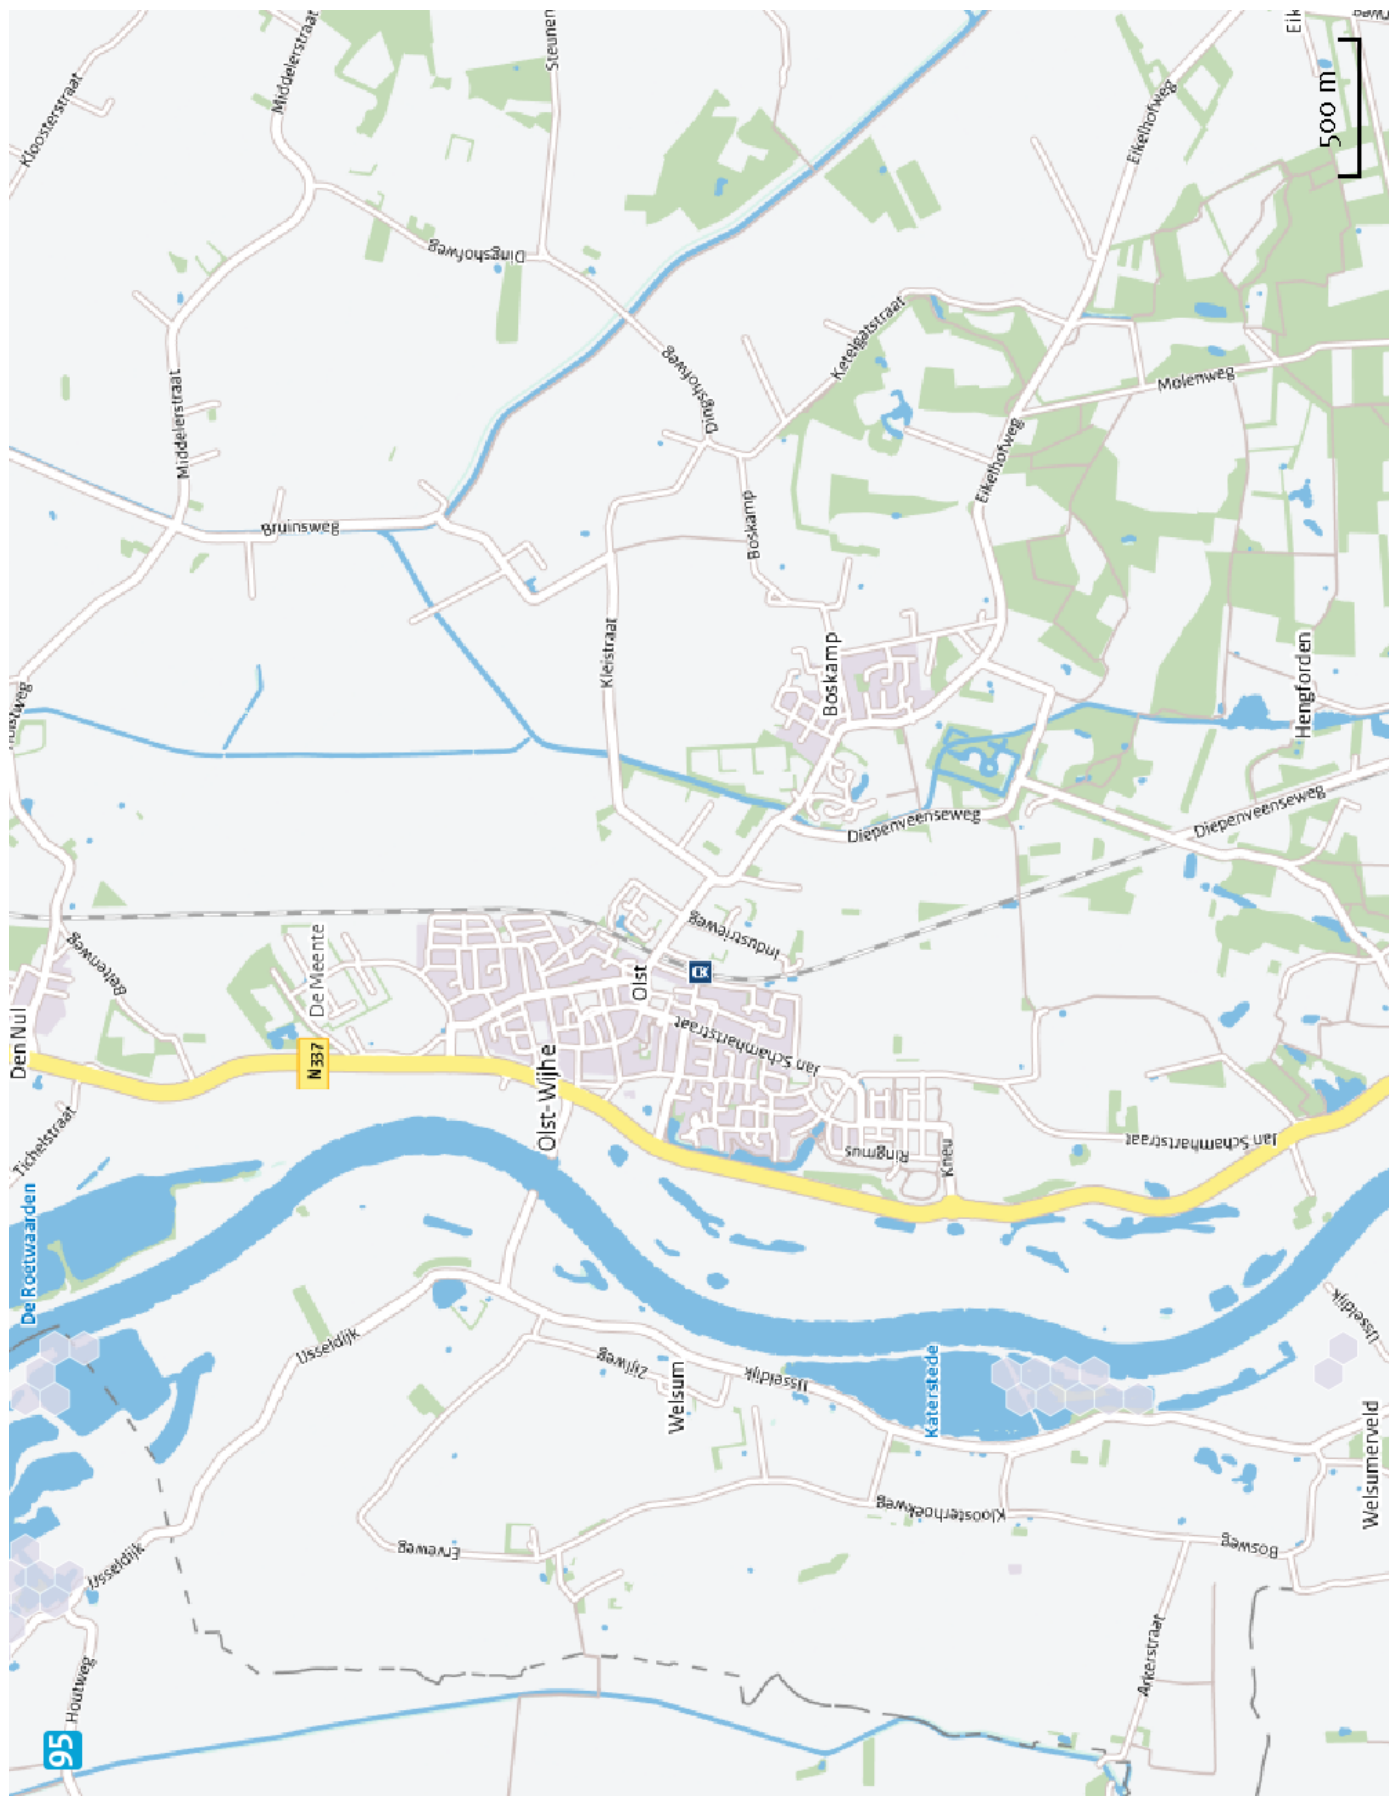 Kloosterstraat
Middelerstraat
Steunen
Eik
500 m
Eikelhofweg
Dingshofweg
Ketelgatstraat
Dingshofweg
Middelerstraat
Molenweg
Eikelhofweg
Bruinsweg
Boskamp
Kleistraat
Boskamp
Hengforden
Diepenveenseweg
Diepenveenseweg
Industrieweg
Beltenweg
De Meente
Olst
Den Nul
N337
Jan Schamhartstraat
Olst-Wijhe
Tichelstraat
Ringmus
Kneu
Jan Schamhartstraat
De Roetwaarden
IJsseldijk
IJsseldijk
Zijlweg
IJsseldijk
Welsum
Katerstede
Welsumerveld
Kloosterhoekweg
Erveweg
Bosweg
IJsseldijk
Arkerstraat
Houtweg
95